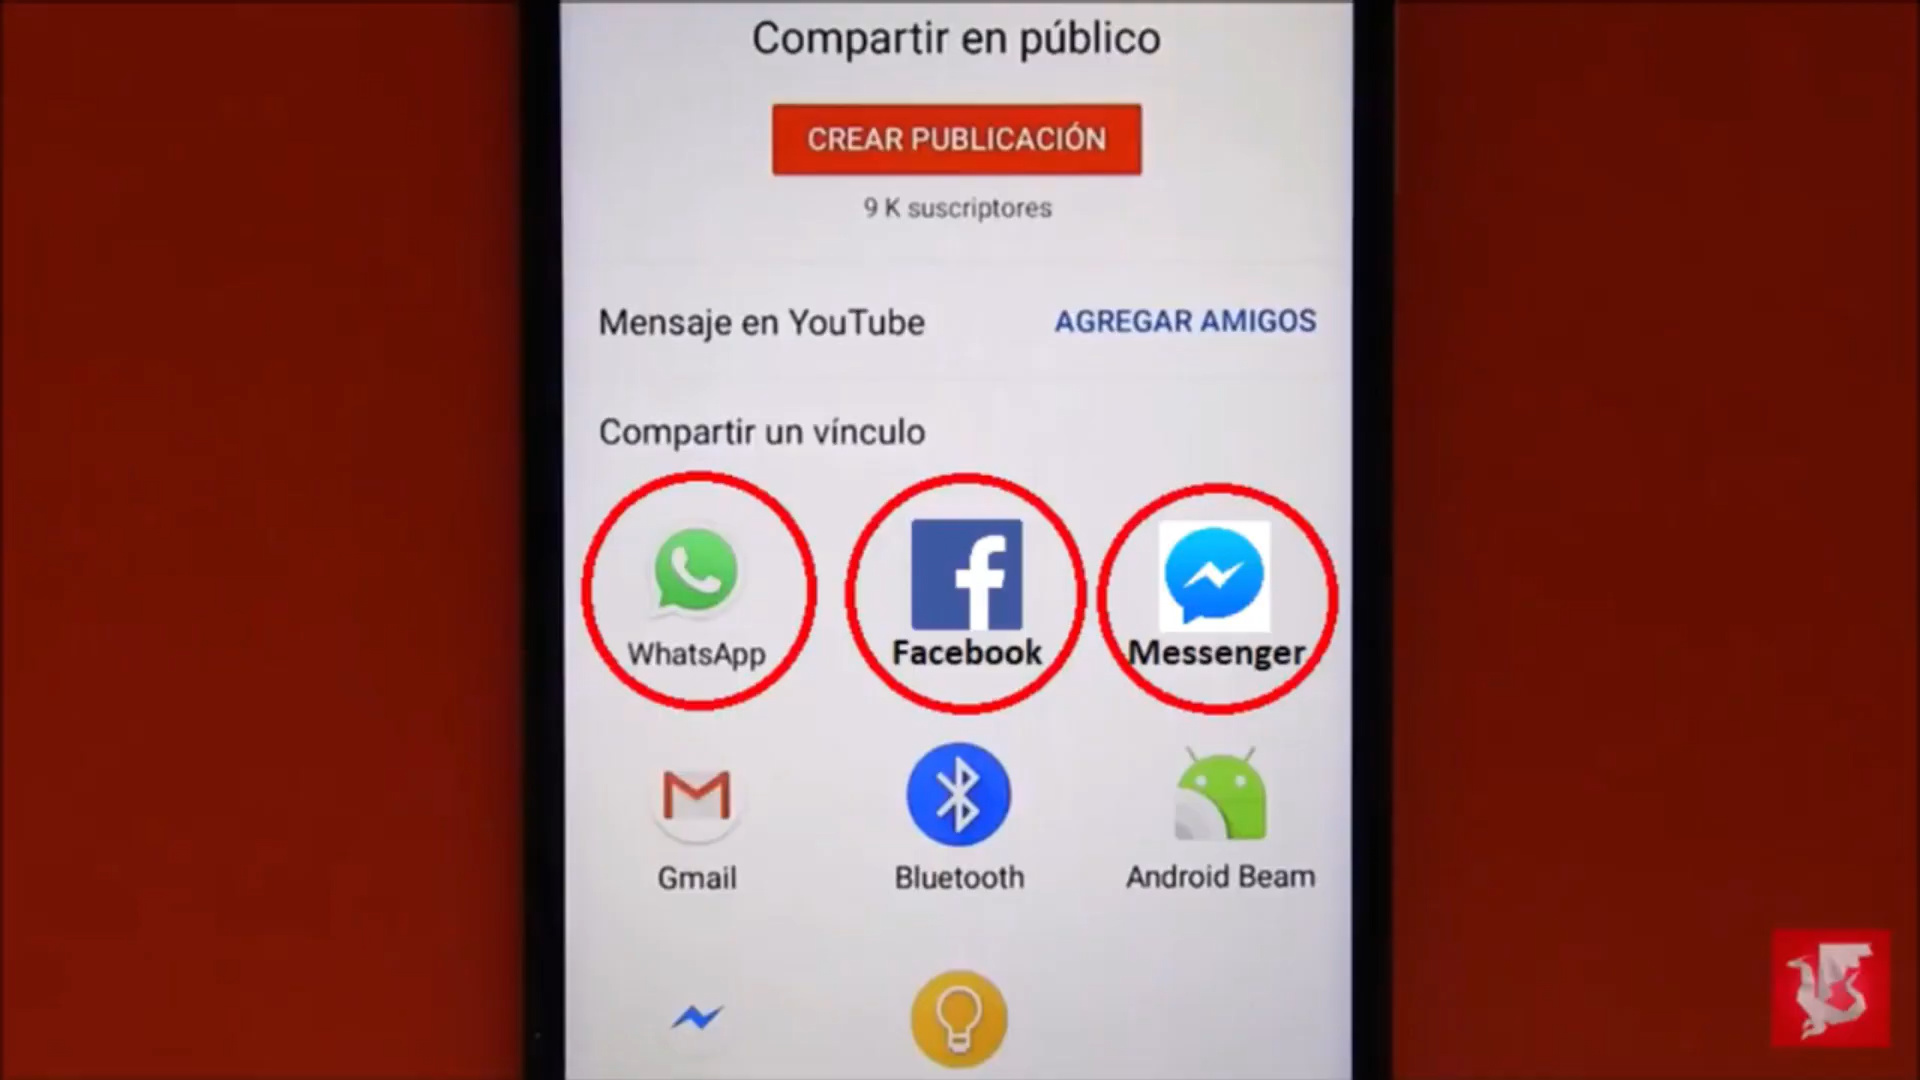 Compartir en público
CREAR PUBLICACIÓN
9 K suscriptores
Mensaje en YouTube
AGREGAR AMIGOS
Compartir un vínculo
WhatsApp
Facebook
Messenger
Gmail
Bluetooth
Android Beam